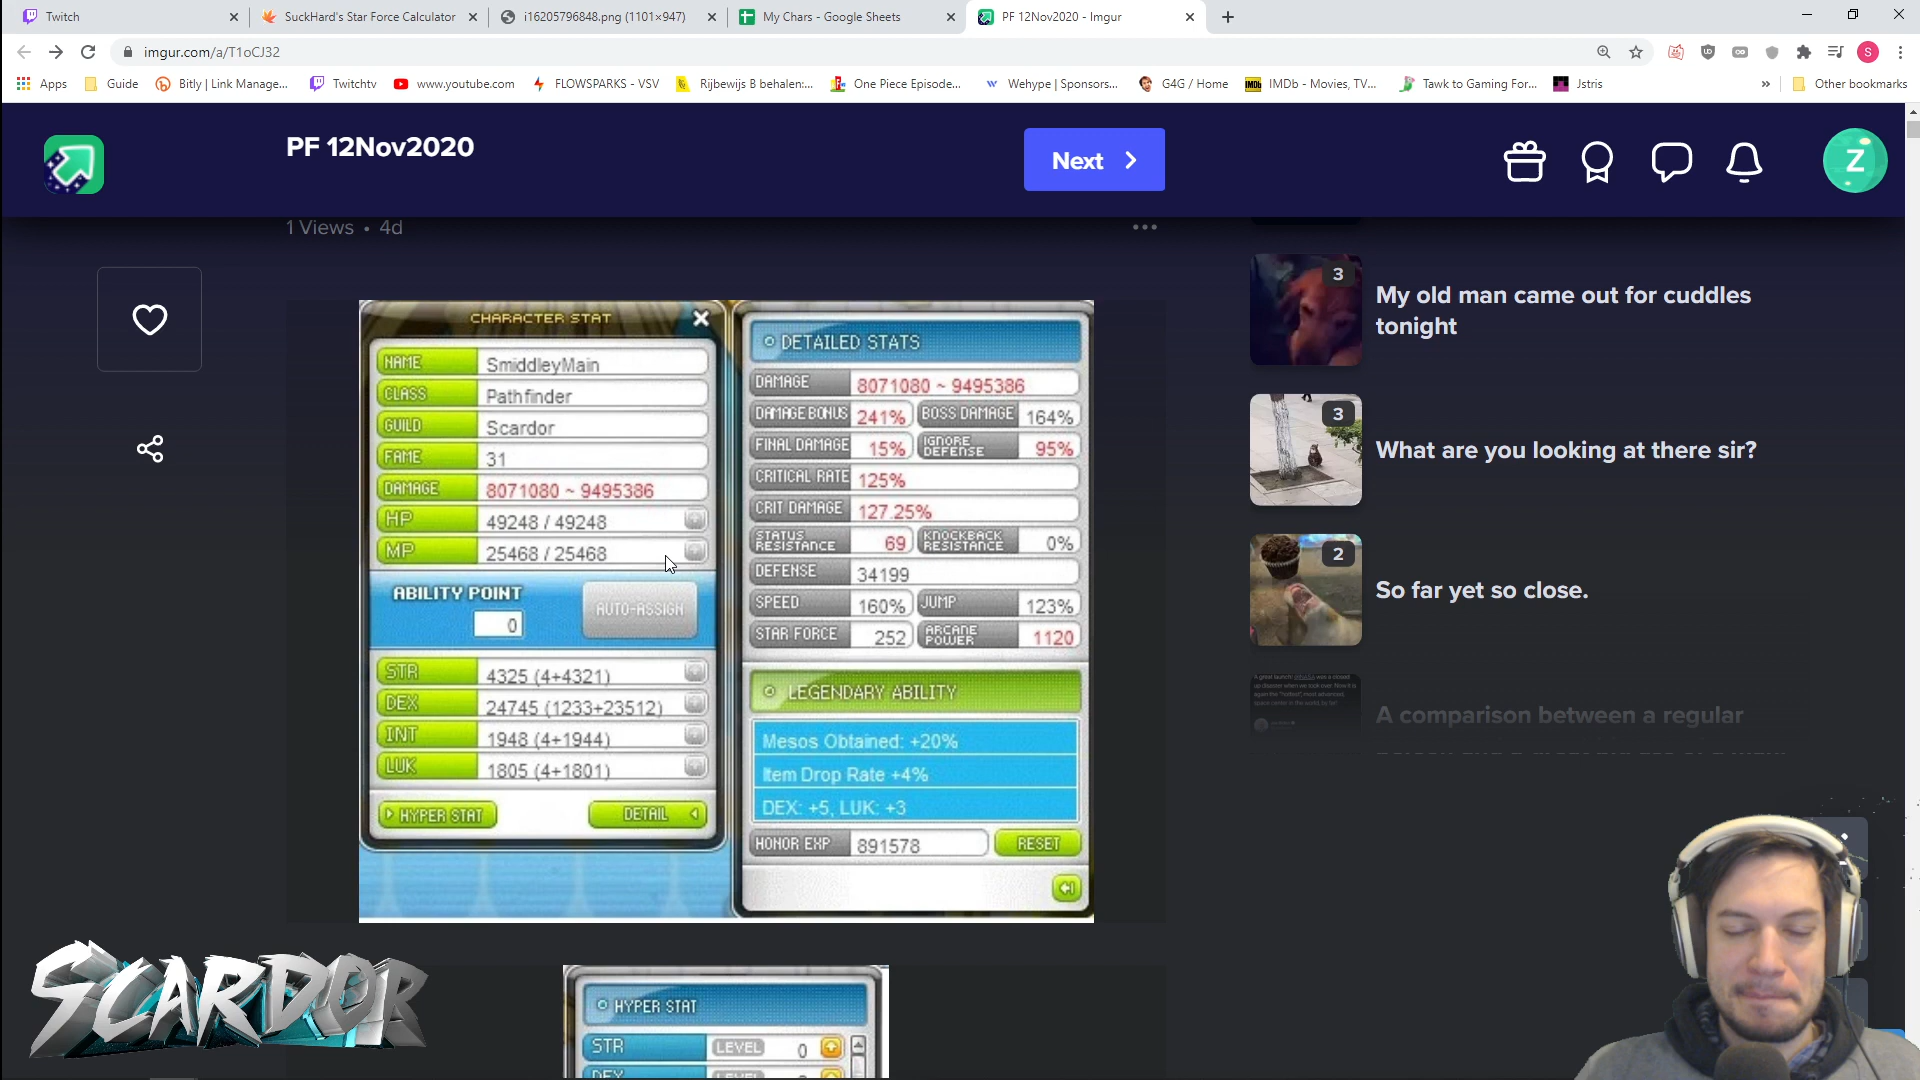 Twitch
SuckHard's Star Force Calculator
i16205796848.png (1101×947)
My Chars - Google Sheets
PF 12Nov2020 - Imgur
imgur.com/a/T1oCJ32
S
Apps
Guide
Bitly | Link Manage...
Twitchtv
www.youtube.com
FLOWSPARKS - VSV
Rijbewijs B behalen:...
One Piece Episode...
Wehype | Sponsors...
G4G / Home
IMDb - Movies, TV...
Tawk to Gaming For...
Jstris
»
Other bookmarks
PF 12Nov2020
Next
Z
1 Views • 4d
CHARACTER STAT
NAME SmiddleyMain
CLASS Pathfinder
GUILD Scardor
FAME 31
DAMAGE 8071080 ~ 9495386
HP 49248 / 49248
MP 25468 / 25468
ABILITY POINT
0
AUTO-ASSIGN
STR 4325 (4+4321)
DEX 24745 (1233+23512)
INT 1948 (4+1944)
LUK 1805 (4+1801)
HYPER STAT
DETAIL
DETAILED STATS
DAMAGE 8071080 ~ 9495386
DAMAGE BONUS 241% BOSS DAMAGE 164%
FINAL DAMAGE 15% IGNORE DEFENSE 95%
CRITICAL RATE 125%
CRIT DAMAGE 127.25%
STATUS RESISTANCE 69 KNOCKBACK RESISTANCE 0%
DEFENSE 34199
SPEED 160% JUMP 123%
STAR FORCE 252 ARCANE POWER 1120
LEGENDARY ABILITY
Mesos Obtained: +20%
Item Drop Rate +4%
DEX: +5, LUK: +3
HONOR EXP 891578 RESET
HYPER STAT
STR LEVEL 0
DEX LEVEL
3
My old man came out for cuddles
tonight
3
What are you looking at there sir?
2
So far yet so close.
A comparison between a regular
SCARDOR